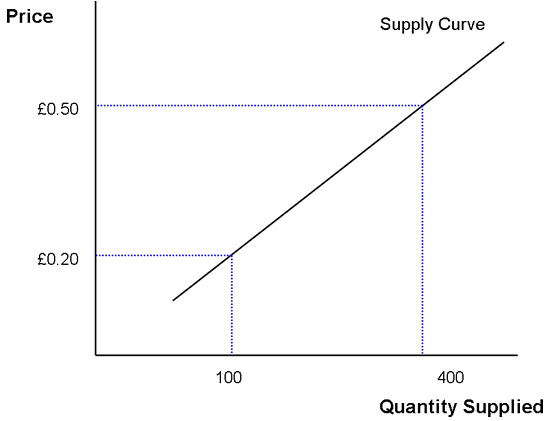 Price
Supply Curve
£0.50
£0.20
100
400
Quantity Supplied